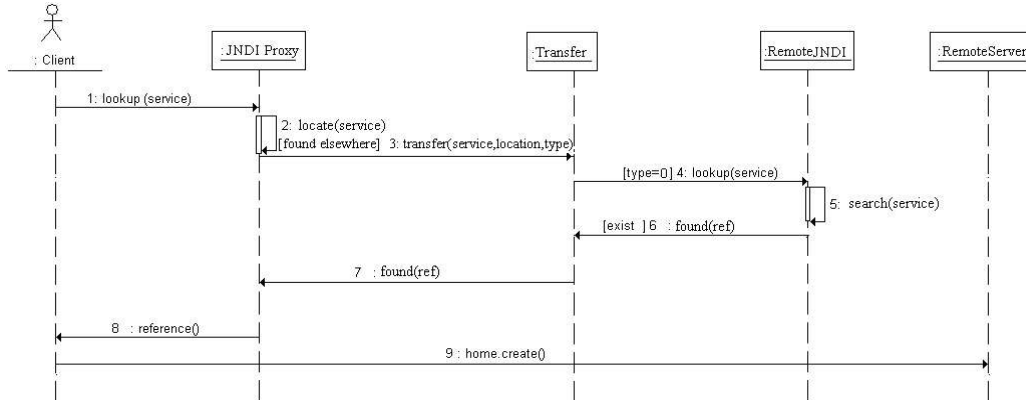 : Client
:JNDI Proxy
:Transfer
:RemoteJNDI
:RemoteServer
1: lookup (service)
2: locate(service)
[found elsewhere] 3: transfer(service,location,type)
[type=0] 4: lookup(service)
5: search(service)
[exist ] 6 : found(ref)
7 : found(ref)
8 : reference()
9 : home.create()